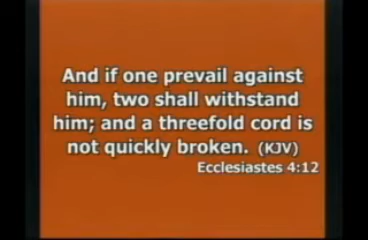 And if one prevail against
him, two shall withstand
him; and a threefold cord is
not quickly broken. (KJV)
Ecclesiastes 4:12